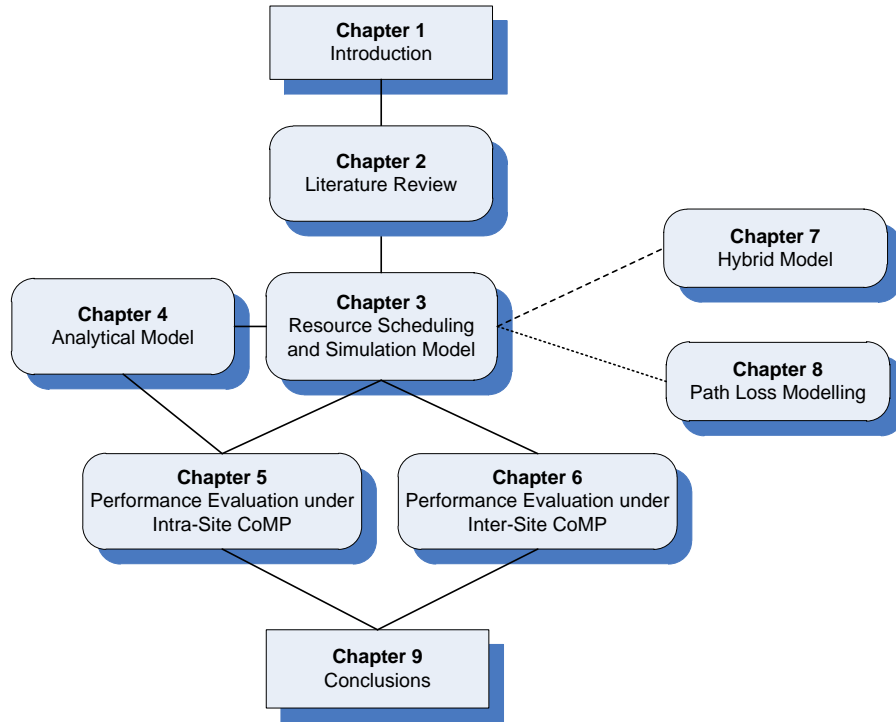 Chapter 1
Introduction
Chapter 2
Literature Review
Chapter 3
Resource Scheduling
and Simulation Model
Chapter 4
Analytical Model
Chapter 7
Hybrid Model
Chapter 8
Path Loss Modelling
Chapter 5
Performance Evaluation under
Intra-Site CoMP
Chapter 6
Performance Evaluation under
Inter-Site CoMP
Chapter 9
Conclusions